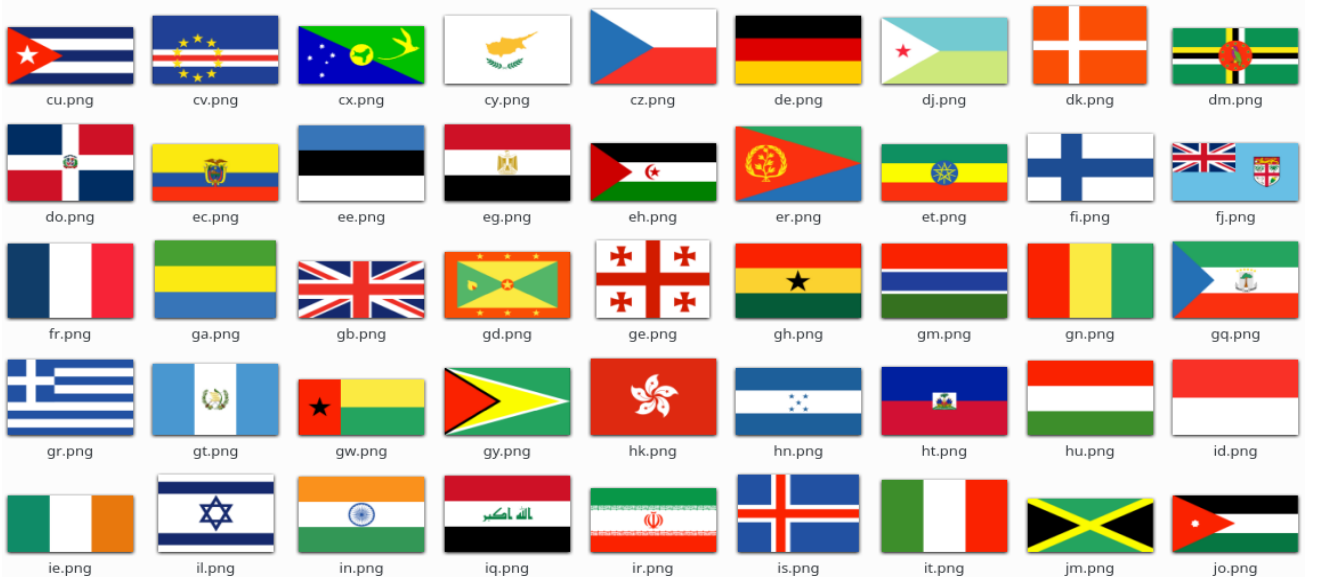 cu.png cv.png cx.png cy.png cz.png de.png dj.png dk.png dm.png
do.png ec.png ee.png eg.png eh.png er.png et.png fi.png fj.png
fr.png ga.png gb.png gd.png ge.png gh.png gm.png gn.png gq.png
gr.png gt.png gw.png gy.png hk.png hn.png ht.png hu.png id.png
الله اكبر
ie.png il.png in.png iq.png ir.png is.png it.png jm.png jo.png